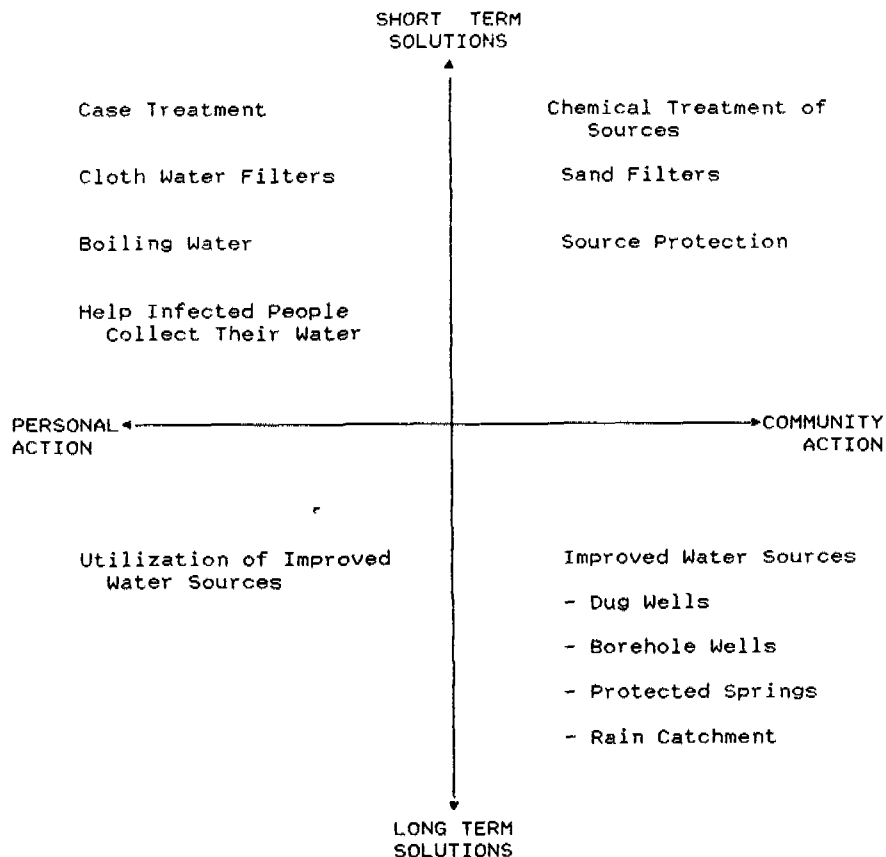 SHORT TERM
SOLUTIONS
Case Treatment
Cloth Water Filters
Boiling Water
Help Infected People
Collect Their Water
Chemical Treatment of
Sources
Sand Filters
Source Protection
PERSONAL
ACTION
COMMUNITY
ACTION
Utilization of Improved
Water Sources
Improved Water Sources
- Dug Wells
- Borehole Wells
- Protected Springs
- Rain Catchment
LONG TERM
SOLUTIONS